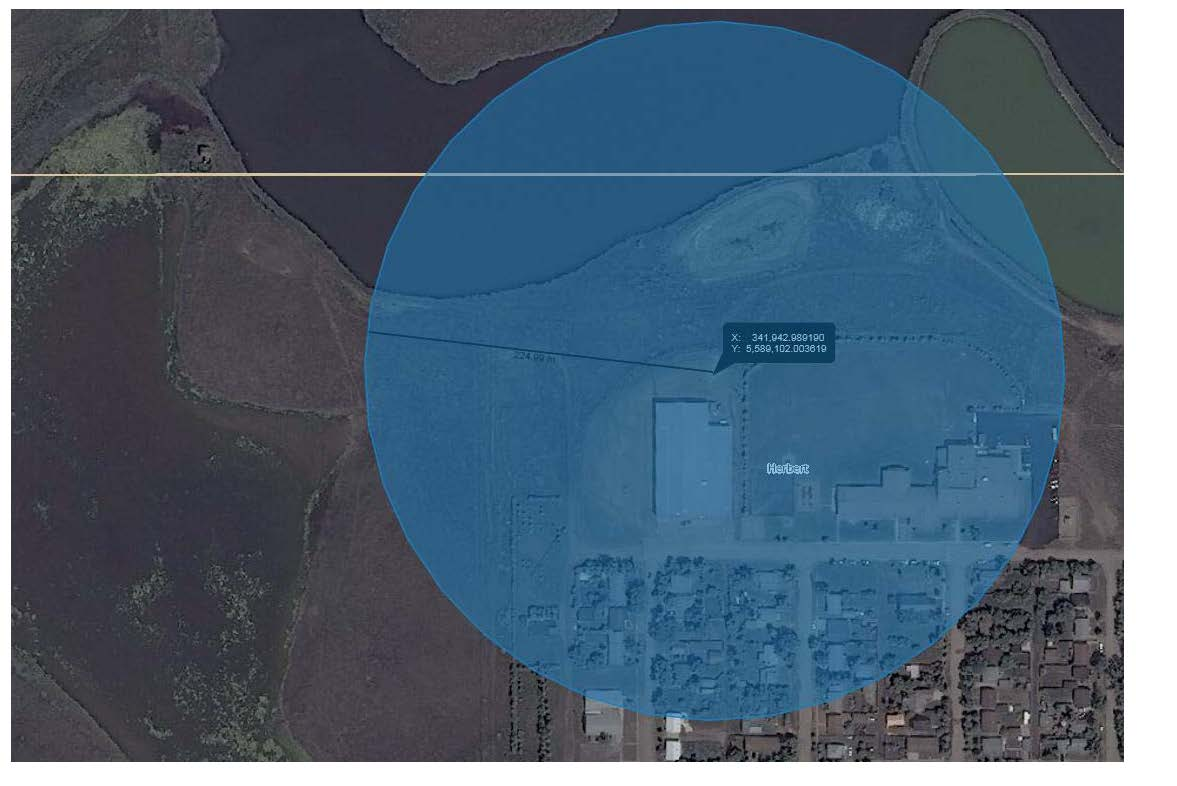 X: 341,942.989190
Y: 5,589,102.003619
224.99 m
Herbert